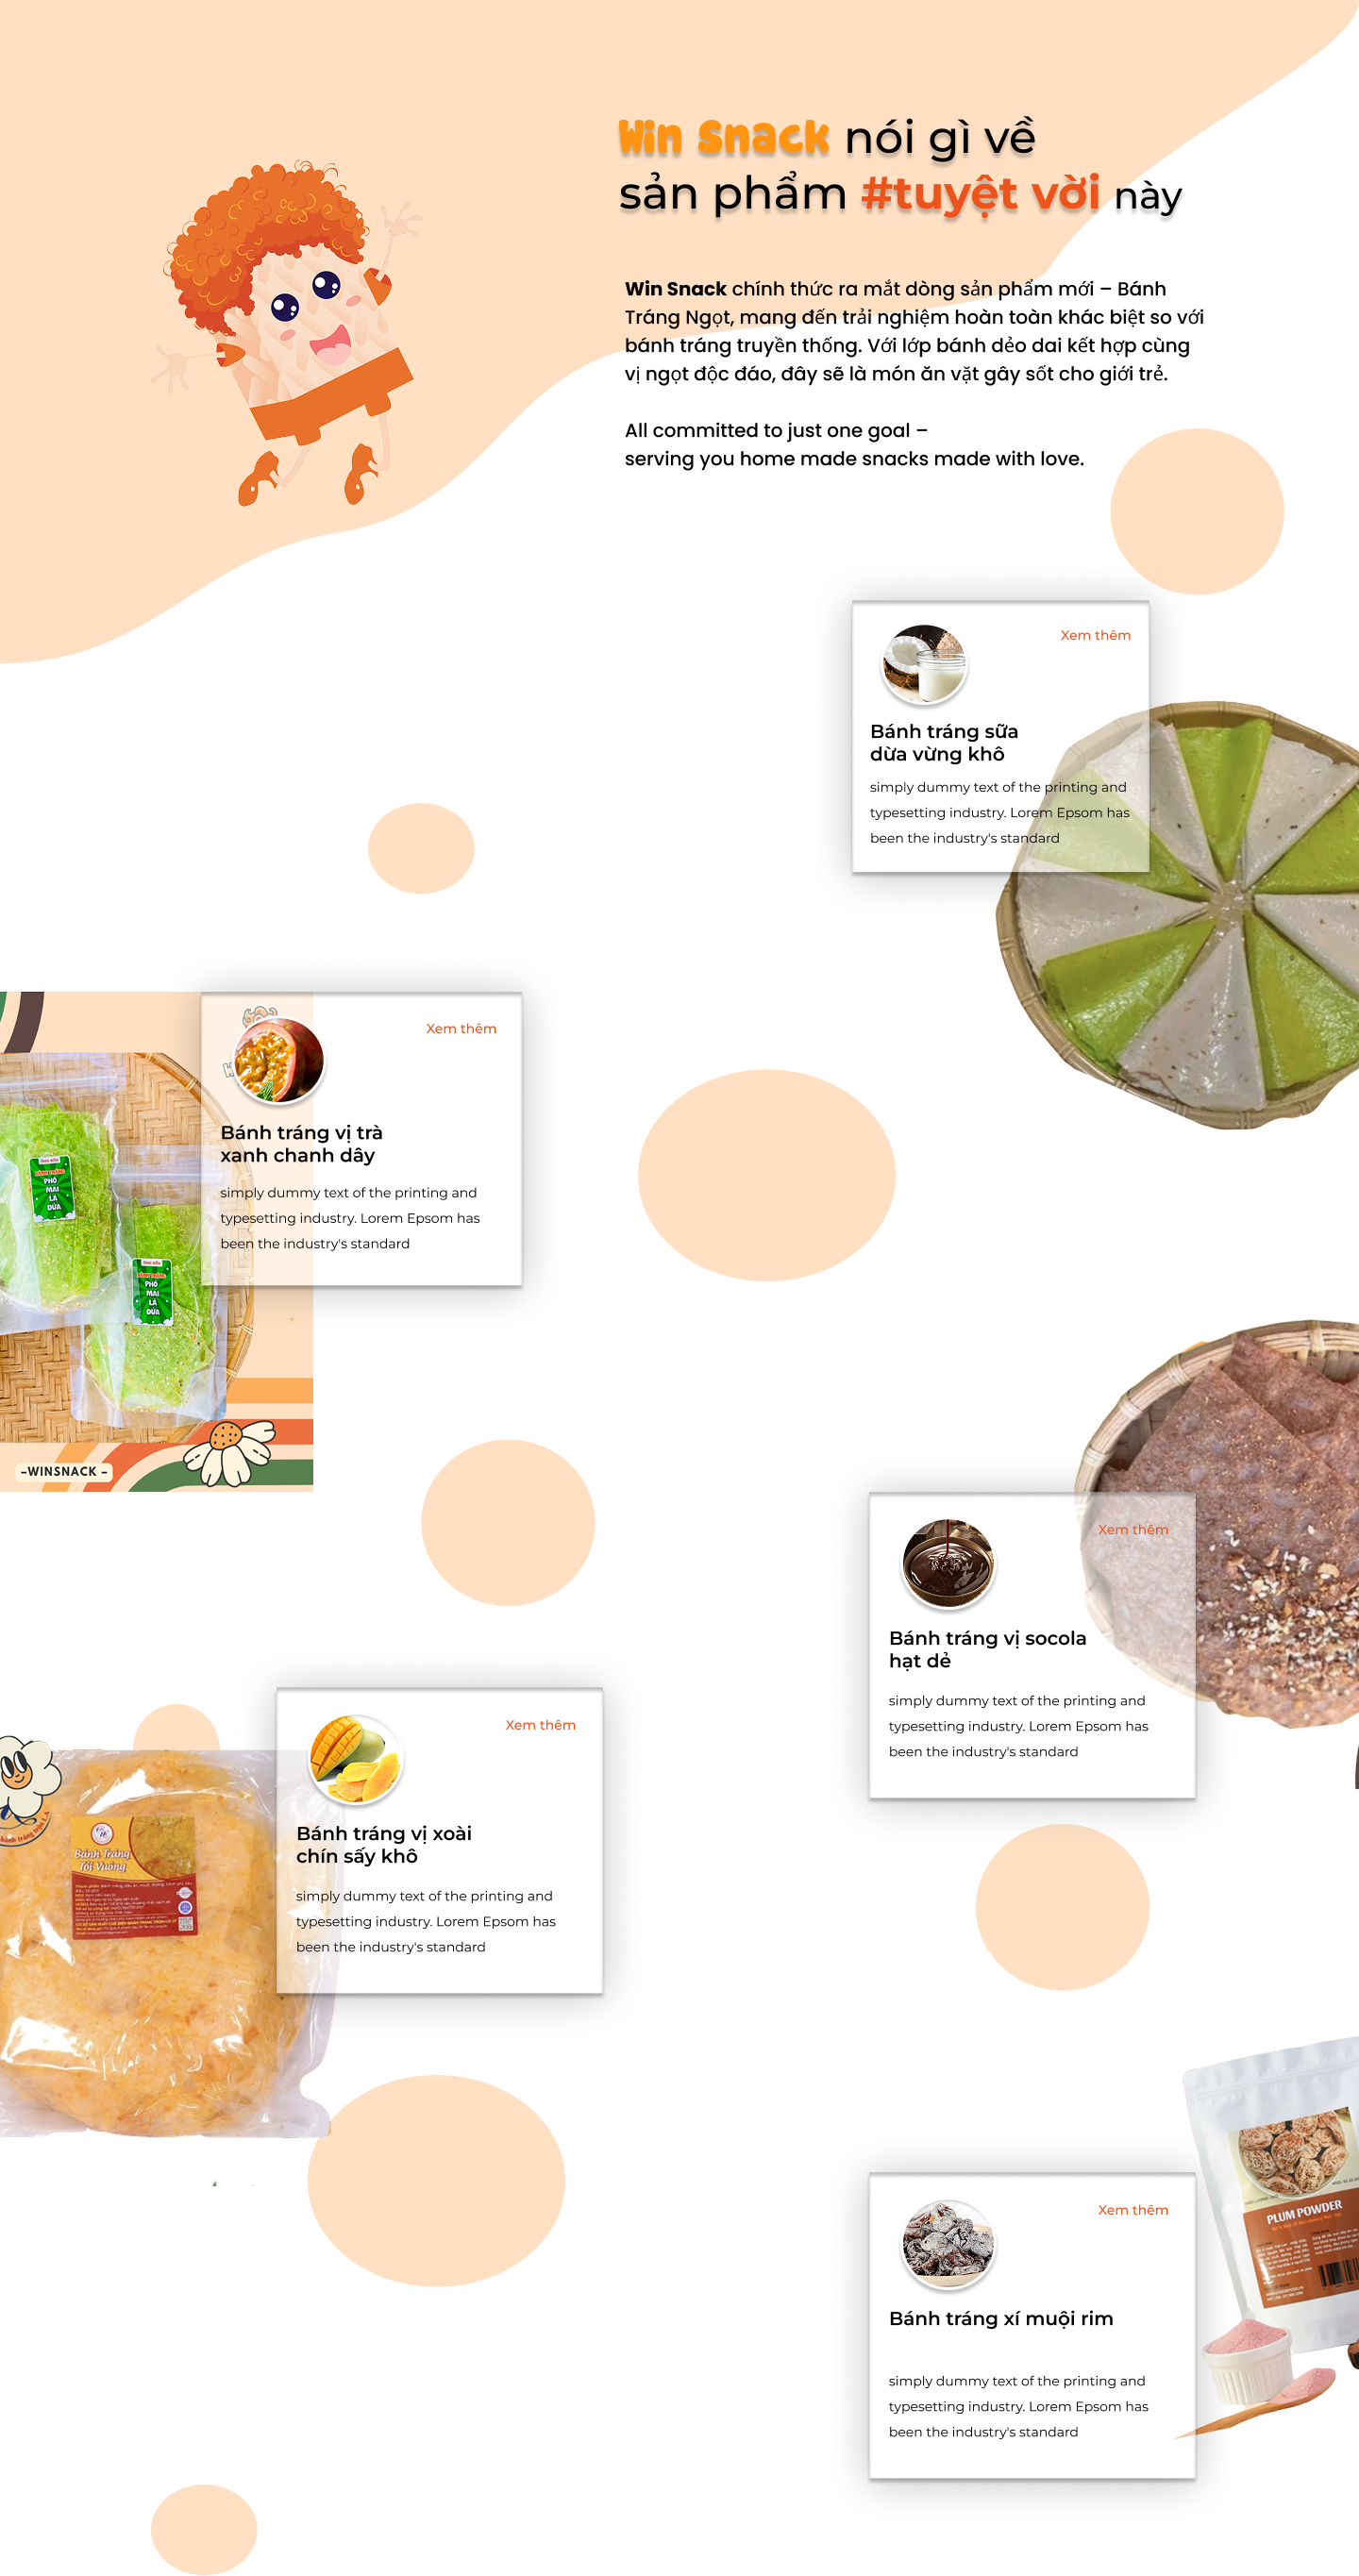 Win Snack nói gì về
sản phẩm #tuyệt vời này
Win Snack chính thức ra mắt dòng sản phẩm mới – Bánh
Tráng Ngọt, mang đến trải nghiệm hoàn toàn khác biệt so với
bánh tráng truyền thống. Với lớp bánh dẻo dai kết hợp cùng
vị ngọt độc đáo, đây sẽ là món ăn vặt gây sốt cho giới trẻ.
All committed to just one goal –
serving you home made snacks made with love.
Xem thêm
Bánh tráng sữa
dừa vừng khô
simply dummy text of the printing and
typesetting industry. Lorem Epsom has
been the industry's standard
Xem thêm
Bánh tráng vị trà
xanh chanh dây
simply dummy text of the printing and
typesetting industry. Lorem Epsom has
been the industry's standard
BÁNH TRÁNG
PHÔ
MAI
LÁ
DỨA
BÁNH TRÁNG
PHÔ
MAI
LÁ
DỨA
-WINSNACK -
Xem thêm
Bánh tráng vị socola
hạt dẻ
simply dummy text of the printing and
typesetting industry. Lorem Epsom has
been the industry's standard
Xem thêm
Bánh tráng vị xoài
chín sấy khô
simply dummy text of the printing and
typesetting industry. Lorem Epsom has
been the industry's standard
Bánh Tráng
Tỏi Vuông
Xem thêm
Bánh tráng xí muội rim
simply dummy text of the printing and
typesetting industry. Lorem Epsom has
been the industry's standard
PLUM POWDER